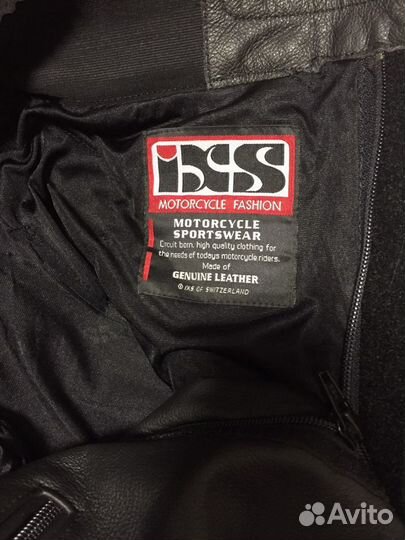 iXS
MOTORCYCLE FASHION
MOTORCYCLE
SPORTSWEAR
Circuit born, high quality clothing for
the needs of todays motorcycle riders.
Made of
GENUINE LEATHER
© IXS OF SWITZERLAND
Avito